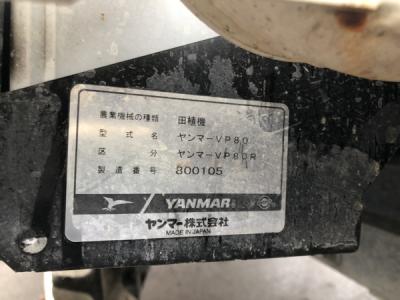 農業機械の種類 田植機
型式名 ヤンマーVP80
区分 ヤンマーVP80R
製造番号 800105
YANMAR
ヤンマー株式会社
MADE IN JAPAN